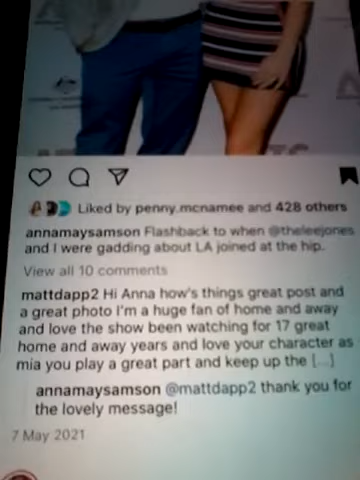 Liked by penny.mcnamee and 428 others
annamaysamson Flashback to when @theleejones
and I were gadding about LA joined at the hip.
View all 10 comments
mattdapp2 Hi Anna how's things great post and
a great photo I'm a huge fan of home and away
and love the show been watching for 17 great
home and away years and love your character as
mia you play a great part and keep up the [...]
annamaysamson @mattdapp2 thank you for
the lovely message!
7 May 2021